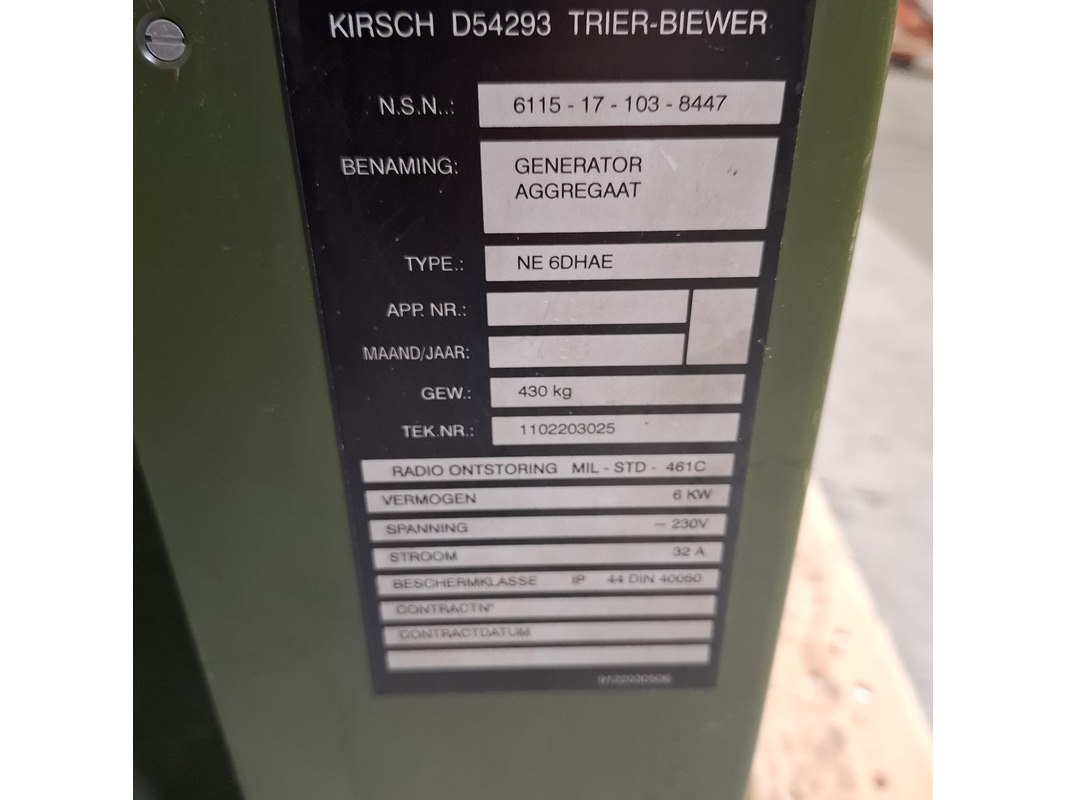 KIRSCH D54293 TRIER-BIEWER
N.S.N..: 6115 - 17 - 103 - 8447
BENAMING: GENERATOR
AGGREGAAT
TYPE.: NE 6DHAE
APP. NR.:
MAAND/JAAR:
GEW.: 430 kg
TEK.NR.: 1102203025
RADIO ONTSTORING MIL - STD - 461C
VERMOGEN 6 KW
SPANNING ~ 230V
STROOM 32 A
BESCHERMKLASSE IP 44 DIN 40050
CONTRACTN°
CONTRACTDATUM